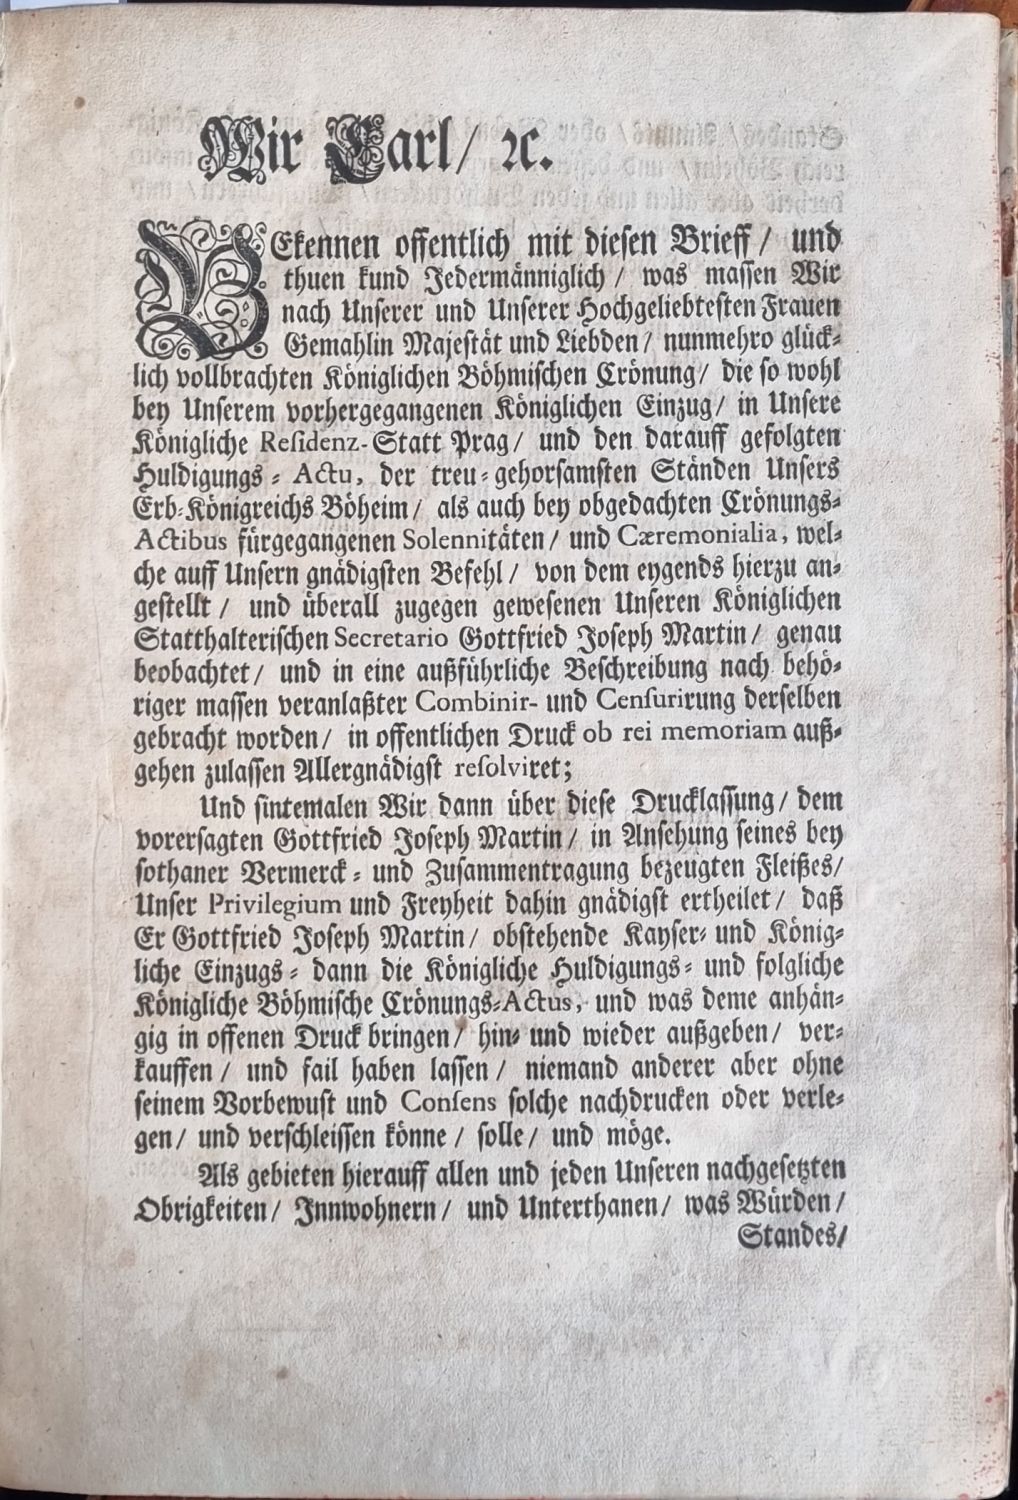 Wir Carl/ ꝛc.
BEkennen offentlich mit diesen Brieff/ und
thuen kund Jedermänniglich/ was massen Wir
nach Unserer und Unserer Hochgeliebtesten Frauen
Gemahlin Majestät und Liebden/ nunmehro glück-
lich vollbrachten Königlichen Böhmischen Crönung/ die so wohl
bey Unserem vorhergegangenen Königlichen Einzug/ in Unsere
Königliche Residenz-Statt Prag/ und den darauff gefolgten
Huldigungs-Actu, der treu-gehorsamsten Ständen Unsers
Erb-Königreichs Böheim/ als auch bey obgedachten Crönungs-
Actibus fürgegangenen Solennitäten/ und Cæremonialia, wel-
che auff Unsern gnädigsten Befehl/ von dem eygends hierzu an-
gestellt/ und überall zugegen gewesenen Unseren Königlichen
Statthalterischen Secretario Gottfried Joseph Martin/ genau
beobachtet/ und in eine außführliche Beschreibung nach behö-
riger massen veranlaßter Combinir- und Censurirung derselben
gebracht worden/ in offentlichen Druck ob rei memoriam auß-
gehen zulassen Allergnädigst resolviret;
Und sintemalen Wir dann über diese Drucklassung/ dem
vorersagten Gottfried Joseph Martin/ in Ansehung seines bey
sothaner Vermerck- und Zusammentragung bezeugten Fleißes/
Unser Privilegium und Freyheit dahin gnädigst ertheilet/ daß
Er Gottfried Joseph Martin/ obstehende Kayser- und König-
liche Einzugs- dann die Königliche Huldigungs- und folgliche
Königliche Böhmische Crönungs-Actus, und was deme anhän-
gig in offenen Druck bringen/ hin- und wieder außgeben/ ver-
kauffen/ und fail haben lassen/ niemand anderer aber ohne
seinem Vorbewust und Consens solche nachdrucken oder verle-
gen/ und verschleissen könne/ solle/ und möge.
Als gebieten hierauff allen und jeden Unseren nachgesetzten
Obrigkeiten/ Innwohnern/ und Unterthanen/ was Würden/
Standes/